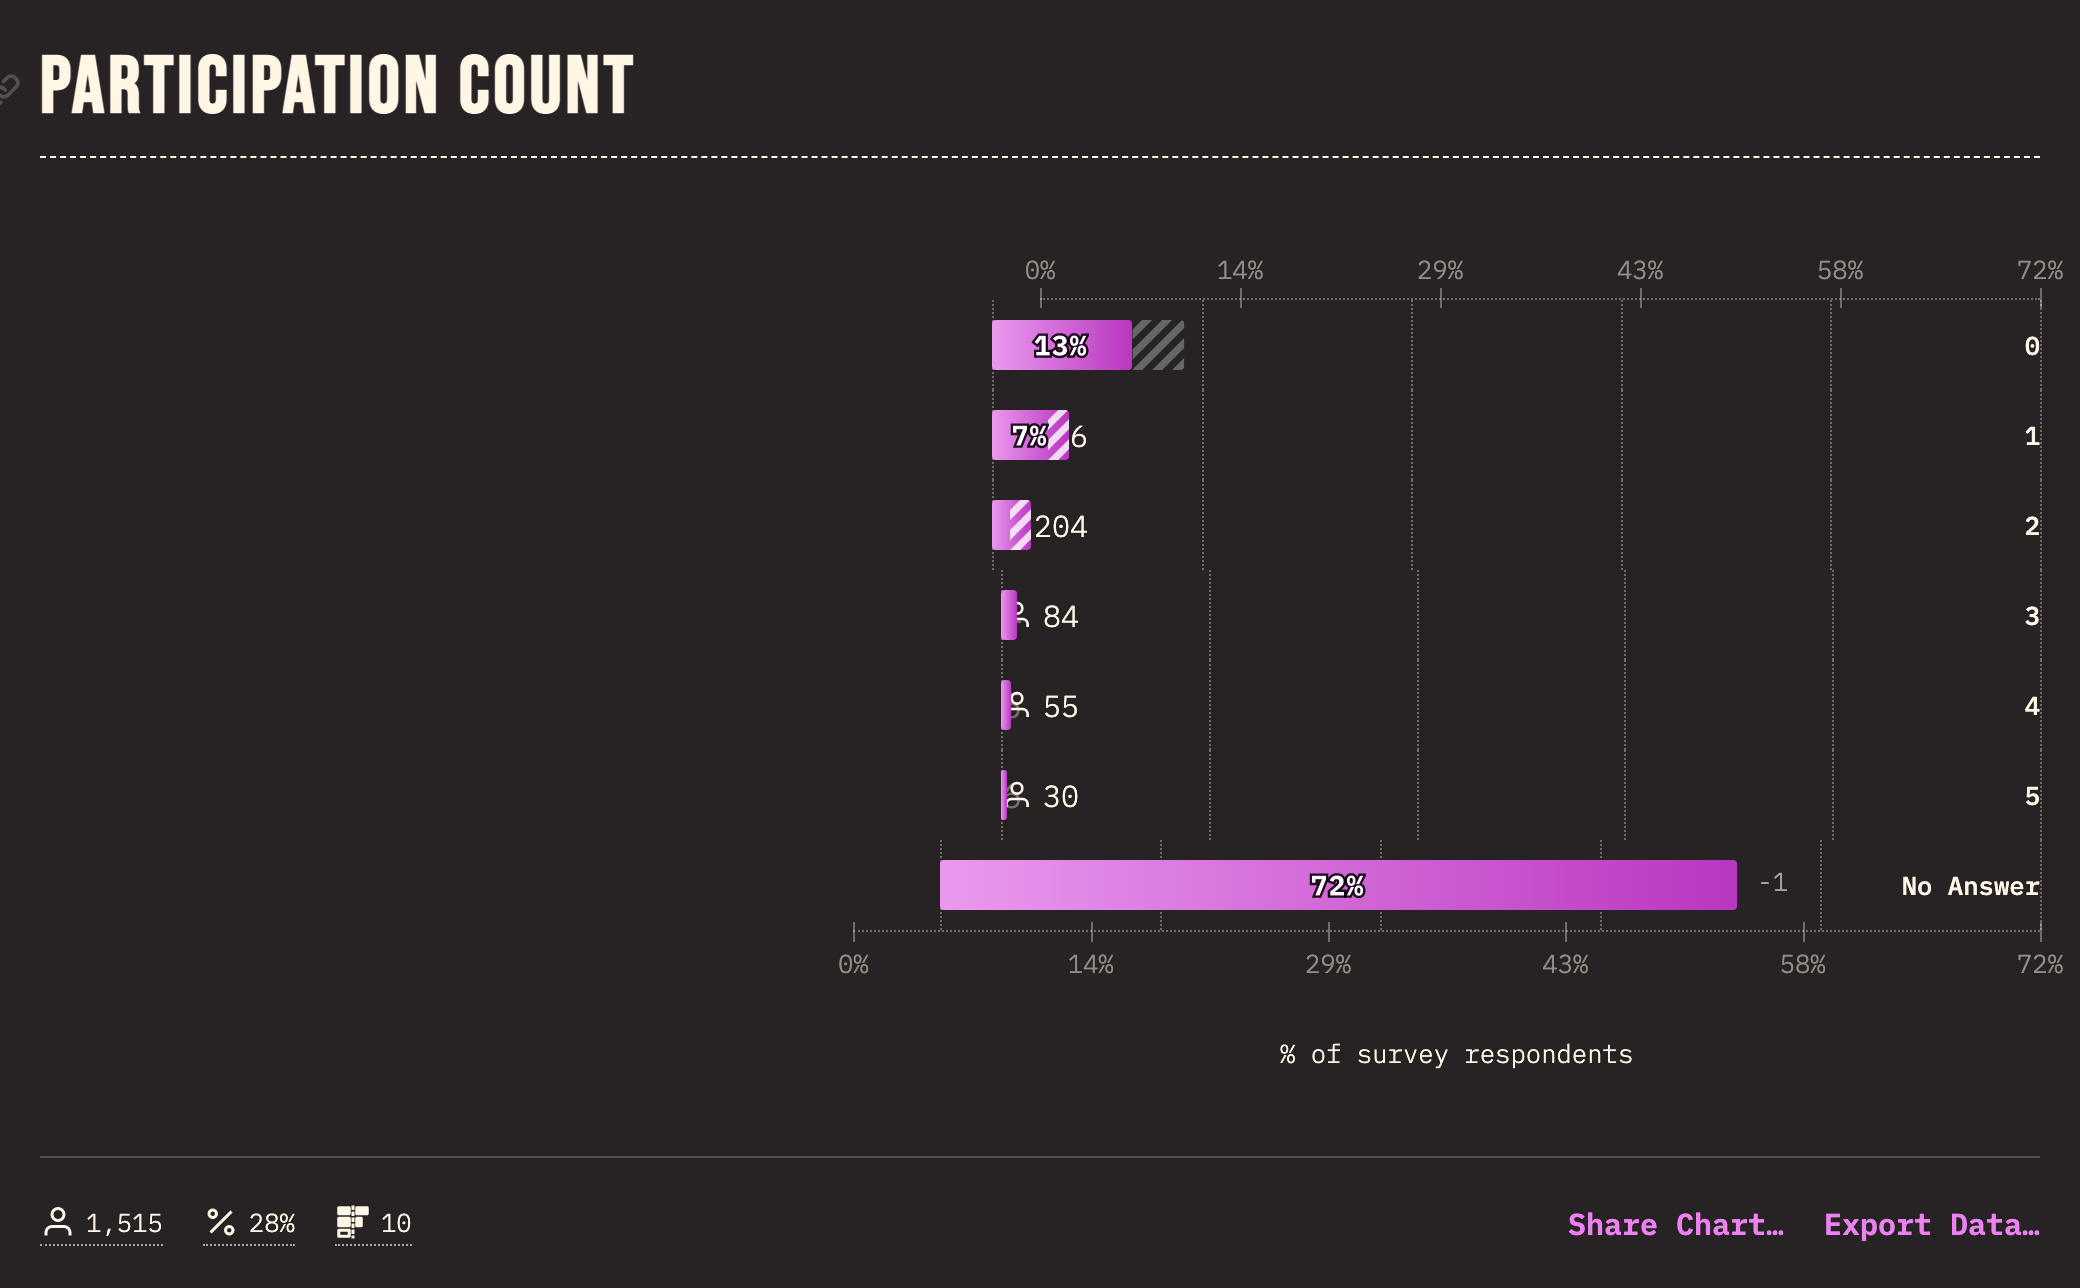 PARTICIPATION COUNT
0% 14% 29% 43% 58% 72%
13% 0
7% 6 1
204 2
84 3
55 4
30 5
72% -1 No Answer
0% 14% 29% 43% 58% 72%
% of survey respondents
1,515 28% 10 Share Chart… Export Data…